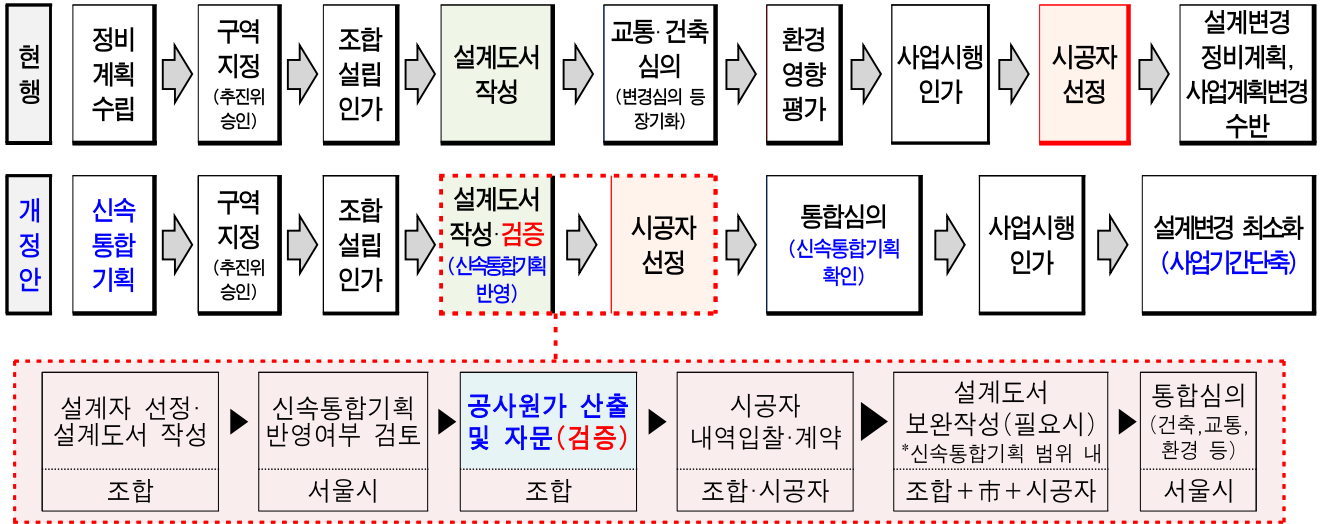 현
행
정비
계획
수립
구역
지정
(추진위
승인)
조합
설립
인가
설계도서
작성
교통·건축
심의
(변경심의 등
장기화)
환경
영향
평가
사업시행
인가
시공자
선정
설계변경
정비계획,
사업계획변경
수반
개
정
안
신속
통합
기획
구역
지정
(추진위
승인)
조합
설립
인가
설계도서
작성·검증
(신속통합기획
반영)
시공자
선정
통합심의
(신속통합기획
확인)
사업시행
인가
설계변경 최소화
(사업기간단축)
설계자 선정·
설계도서 작성
조합
신속통합기획
반영여부 검토
서울시
공사원가 산출
및 자문(검증)
조합
시공자
내역입찰·계약
조합·시공자
설계도서
보완작성(필요시)
*신속통합기획 범위 내
조합+市+시공자
통합심의
(건축,교통,
환경 등)
서울시